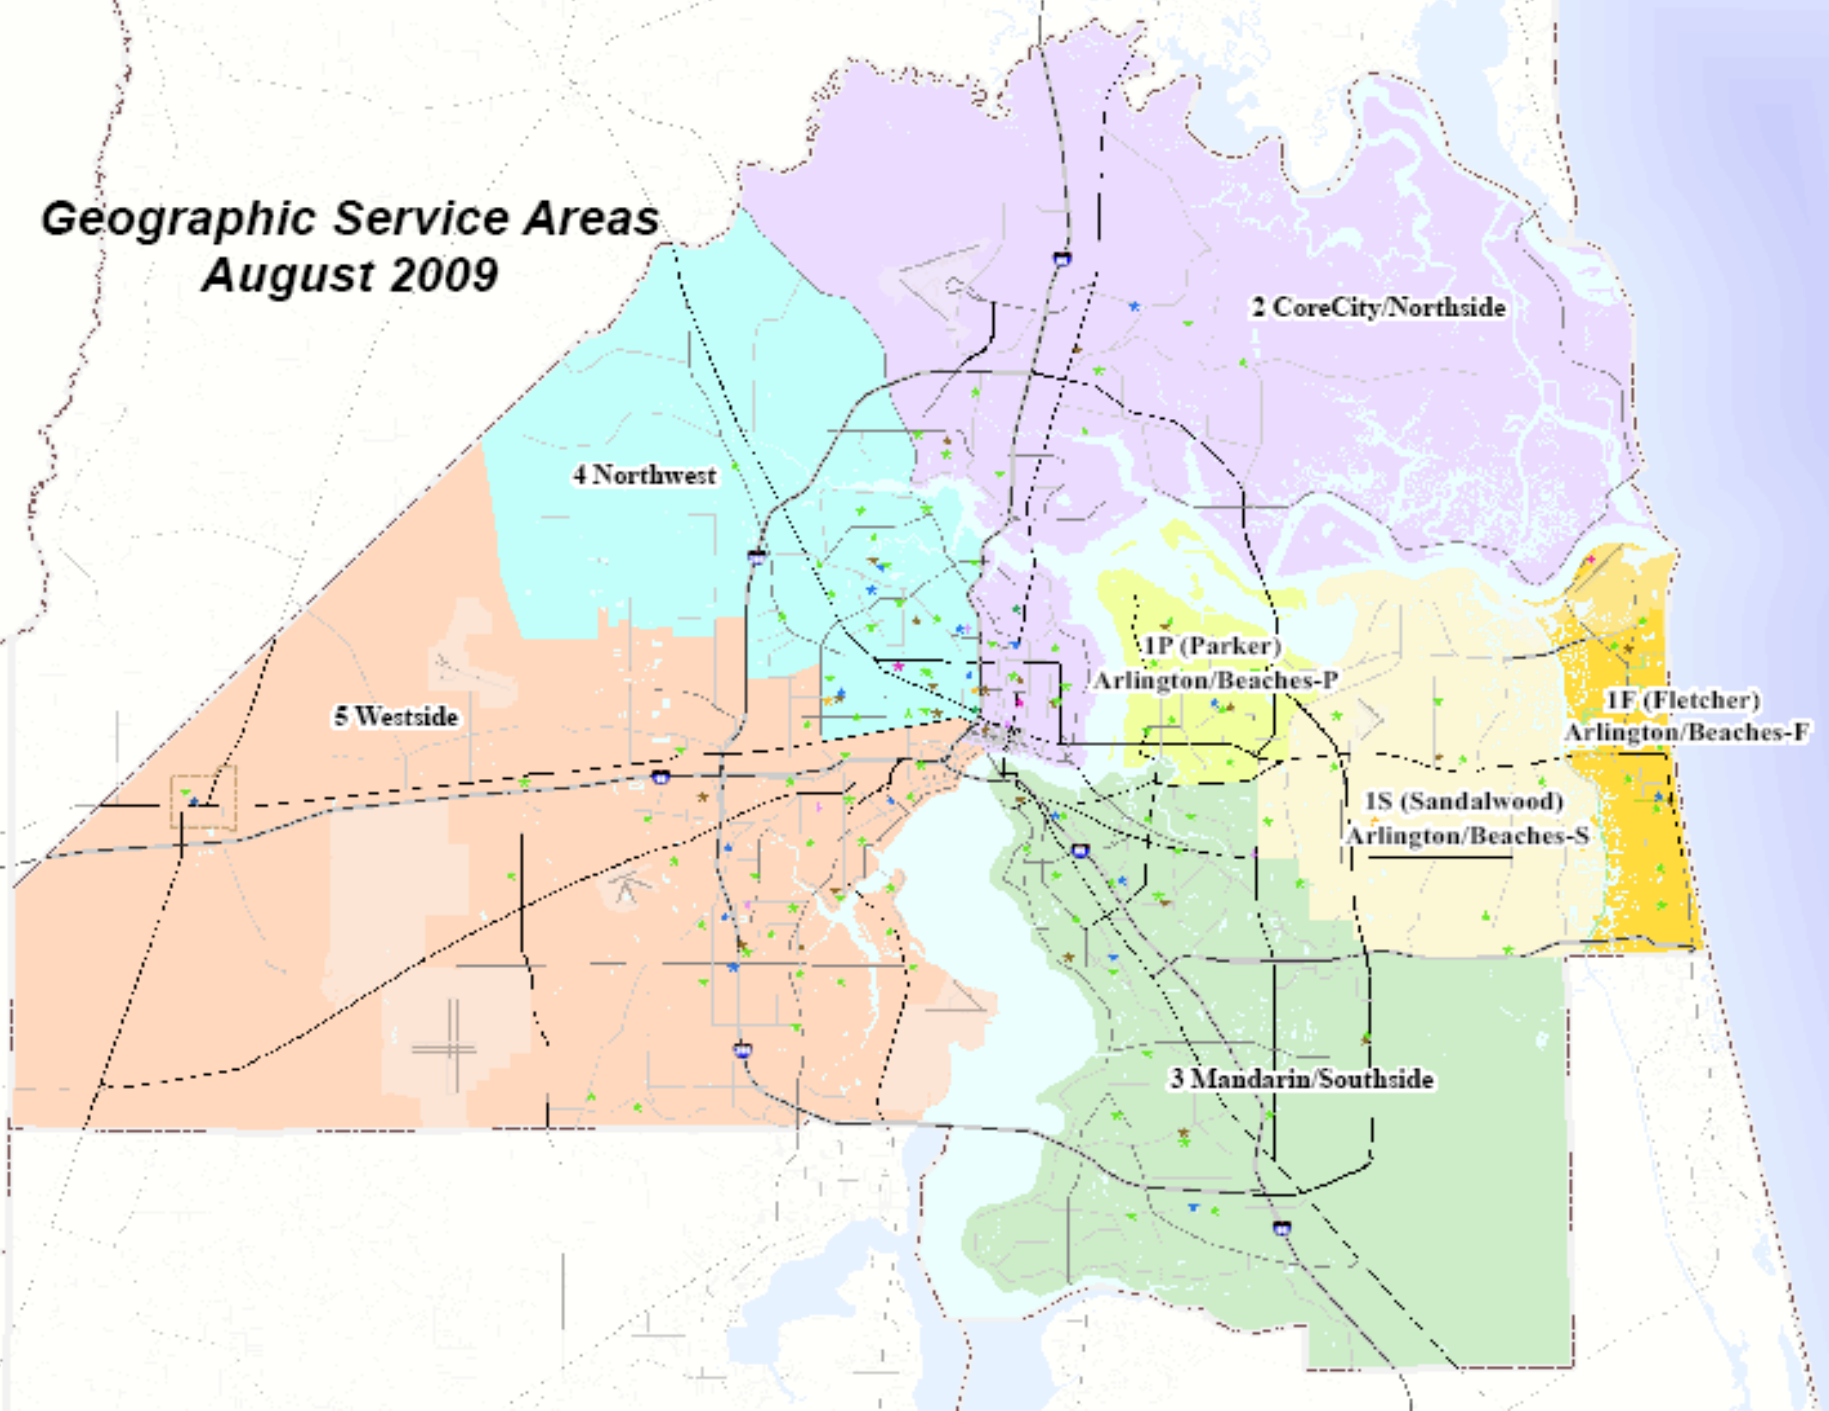 Geographic Service Areas
August 2009
2 CoreCity/Northside
4 Northwest
1P (Parker)
Arlington/Beaches-P
5 Westside
1F (Fletcher)
Arlington/Beaches-F
1S (Sandalwood)
Arlington/Beaches-S
3 Mandarin/Southside